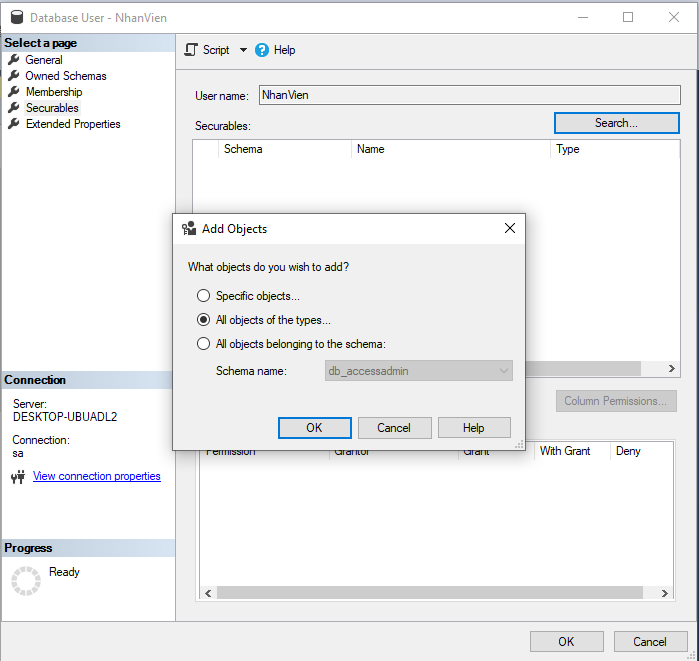 Database User - NhanVien
Select a page
General
Owned Schemas
Membership
Securables
Extended Properties
Script
Help
User name:
NhanVien
Securables:
Search...
Schema Name Type
Add Objects
What objects do you wish to add?
Specific objects...
All objects of the types...
All objects belonging to the schema:
Schema name:
db_accessadmin
OK Cancel Help
Column Permissions...
Permission Grantor Grant With Grant Deny
Connection
Server:
DESKTOP-UBUADL2
Connection:
sa
View connection properties
Progress
Ready
OK Cancel